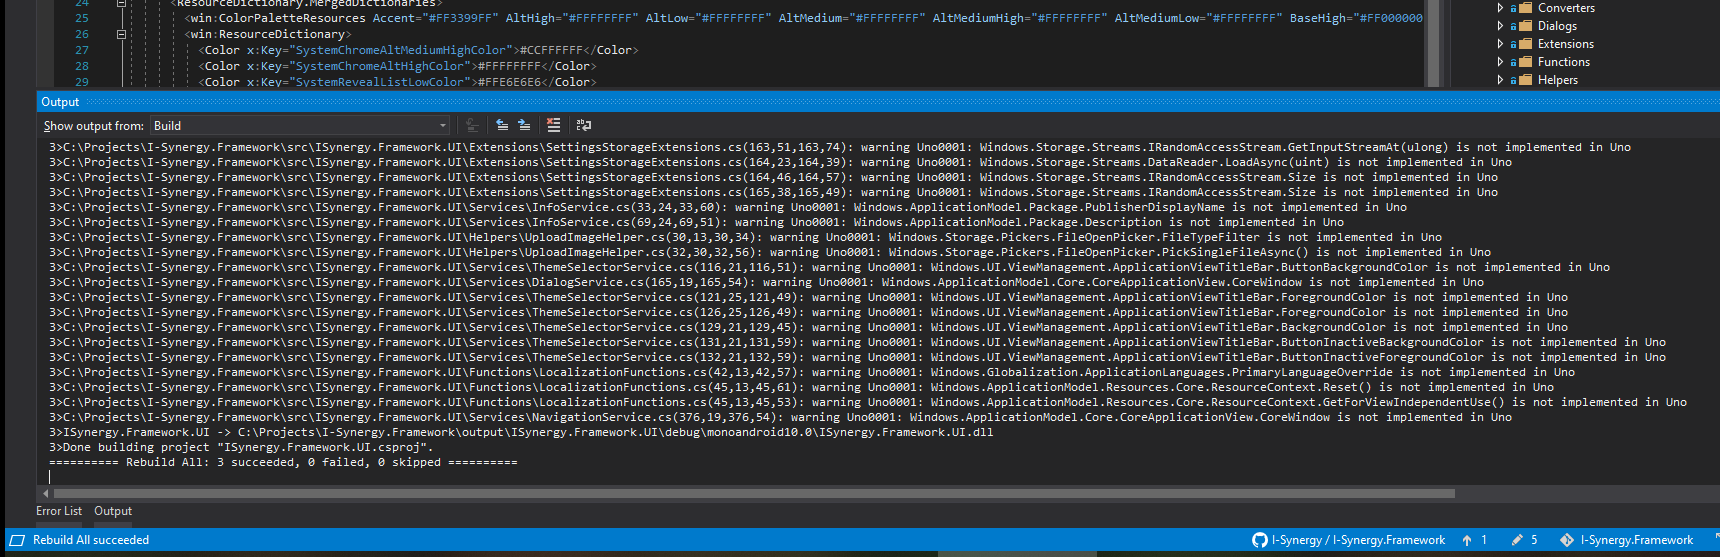 24 <ResourceDictionary.MergedDictionaries>
25 <win:ColorPaletteResources Accent="#FF3399FF" AltHigh="#FFFFFFFF" AltLow="#FFFFFFFF" AltMedium="#FFFFFFFF" AltMediumHigh="#FFFFFFFF" AltMediumLow="#FFFFFFFF" BaseHigh="#FF000000
26 <win:ResourceDictionary>
27 <Color x:Key="SystemChromeAltMediumHighColor">#CCFFFFFF</Color>
28 <Color x:Key="SystemChromeAltHighColor">#FFFFFFFF</Color>
29 <Color x:Key="SystemRevealListLowColor">#FFE6E6E6</Color>
Converters
Dialogs
Extensions
Functions
Helpers
Output
Show output from: Build
3>C:\Projects\I-Synergy.Framework\src\ISynergy.Framework.UI\Extensions\SettingsStorageExtensions.cs(163,51,163,74): warning Uno0001: Windows.Storage.Streams.IRandomAccessStream.GetInputStreamAt(ulong) is not implemented in Uno
3>C:\Projects\I-Synergy.Framework\src\ISynergy.Framework.UI\Extensions\SettingsStorageExtensions.cs(164,23,164,39): warning Uno0001: Windows.Storage.Streams.DataReader.LoadAsync(uint) is not implemented in Uno
3>C:\Projects\I-Synergy.Framework\src\ISynergy.Framework.UI\Extensions\SettingsStorageExtensions.cs(164,46,164,57): warning Uno0001: Windows.Storage.Streams.IRandomAccessStream.Size is not implemented in Uno
3>C:\Projects\I-Synergy.Framework\src\ISynergy.Framework.UI\Extensions\SettingsStorageExtensions.cs(165,38,165,49): warning Uno0001: Windows.Storage.Streams.IRandomAccessStream.Size is not implemented in Uno
3>C:\Projects\I-Synergy.Framework\src\ISynergy.Framework.UI\Services\InfoService.cs(33,24,33,60): warning Uno0001: Windows.ApplicationModel.Package.PublisherDisplayName is not implemented in Uno
3>C:\Projects\I-Synergy.Framework\src\ISynergy.Framework.UI\Services\InfoService.cs(69,24,69,51): warning Uno0001: Windows.ApplicationModel.Package.Description is not implemented in Uno
3>C:\Projects\I-Synergy.Framework\src\ISynergy.Framework.UI\Helpers\UploadImageHelper.cs(30,13,30,34): warning Uno0001: Windows.Storage.Pickers.FileOpenPicker.FileTypeFilter is not implemented in Uno
3>C:\Projects\I-Synergy.Framework\src\ISynergy.Framework.UI\Helpers\UploadImageHelper.cs(32,30,32,56): warning Uno0001: Windows.Storage.Pickers.FileOpenPicker.PickSingleFileAsync() is not implemented in Uno
3>C:\Projects\I-Synergy.Framework\src\ISynergy.Framework.UI\Services\ThemeSelectorService.cs(116,21,116,51): warning Uno0001: Windows.UI.ViewManagement.ApplicationViewTitleBar.ButtonBackgroundColor is not implemented in Uno
3>C:\Projects\I-Synergy.Framework\src\ISynergy.Framework.UI\Services\DialogService.cs(165,19,165,54): warning Uno0001: Windows.ApplicationModel.Core.CoreApplicationView.CoreWindow is not implemented in Uno
3>C:\Projects\I-Synergy.Framework\src\ISynergy.Framework.UI\Services\ThemeSelectorService.cs(121,25,121,49): warning Uno0001: Windows.UI.ViewManagement.ApplicationViewTitleBar.ForegroundColor is not implemented in Uno
3>C:\Projects\I-Synergy.Framework\src\ISynergy.Framework.UI\Services\ThemeSelectorService.cs(126,25,126,49): warning Uno0001: Windows.UI.ViewManagement.ApplicationViewTitleBar.ForegroundColor is not implemented in Uno
3>C:\Projects\I-Synergy.Framework\src\ISynergy.Framework.UI\Services\ThemeSelectorService.cs(129,21,129,45): warning Uno0001: Windows.UI.ViewManagement.ApplicationViewTitleBar.BackgroundColor is not implemented in Uno
3>C:\Projects\I-Synergy.Framework\src\ISynergy.Framework.UI\Services\ThemeSelectorService.cs(131,21,131,59): warning Uno0001: Windows.UI.ViewManagement.ApplicationViewTitleBar.ButtonInactiveBackgroundColor is not implemented in Uno
3>C:\Projects\I-Synergy.Framework\src\ISynergy.Framework.UI\Services\ThemeSelectorService.cs(132,21,132,59): warning Uno0001: Windows.UI.ViewManagement.ApplicationViewTitleBar.ButtonInactiveForegroundColor is not implemented in Uno
3>C:\Projects\I-Synergy.Framework\src\ISynergy.Framework.UI\Functions\LocalizationFunctions.cs(42,13,42,57): warning Uno0001: Windows.Globalization.ApplicationLanguages.PrimaryLanguageOverride is not implemented in Uno
3>C:\Projects\I-Synergy.Framework\src\ISynergy.Framework.UI\Functions\LocalizationFunctions.cs(45,13,45,61): warning Uno0001: Windows.ApplicationModel.Resources.Core.ResourceContext.Reset() is not implemented in Uno
3>C:\Projects\I-Synergy.Framework\src\ISynergy.Framework.UI\Functions\LocalizationFunctions.cs(45,13,45,53): warning Uno0001: Windows.ApplicationModel.Resources.Core.ResourceContext.GetForViewIndependentUse() is not implemented in Uno
3>C:\Projects\I-Synergy.Framework\src\ISynergy.Framework.UI\Services\NavigationService.cs(376,19,376,54): warning Uno0001: Windows.ApplicationModel.Core.CoreApplicationView.CoreWindow is not implemented in Uno
3>ISynergy.Framework.UI -> C:\Projects\I-Synergy.Framework\output\ISynergy.Framework.UI\debug\monoandroid10.0\ISynergy.Framework.UI.dll
3>Done building project "ISynergy.Framework.UI.csproj".
========== Rebuild All: 3 succeeded, 0 failed, 0 skipped ==========
Error List Output
Rebuild All succeeded
I-Synergy / I-Synergy.Framework 1 5 I-Synergy.Framework